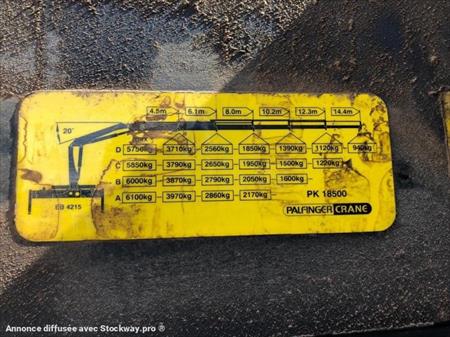 4.5m 6.1m 8.0m 10.2m 12.3m 14.4m
20°
D 5750kg 3710kg 2560kg 1850kg 1390kg 1120kg 940kg
C 5850kg 3790kg 2650kg 1950kg 1500kg 1220kg
B 6000kg 3870kg 2790kg 2050kg 1600kg
A 6100kg 3970kg 2860kg 2170kg
EB 4215
PK 18500
PALFINGER CRANE
Annonce diffusée avec Stockway.pro ®